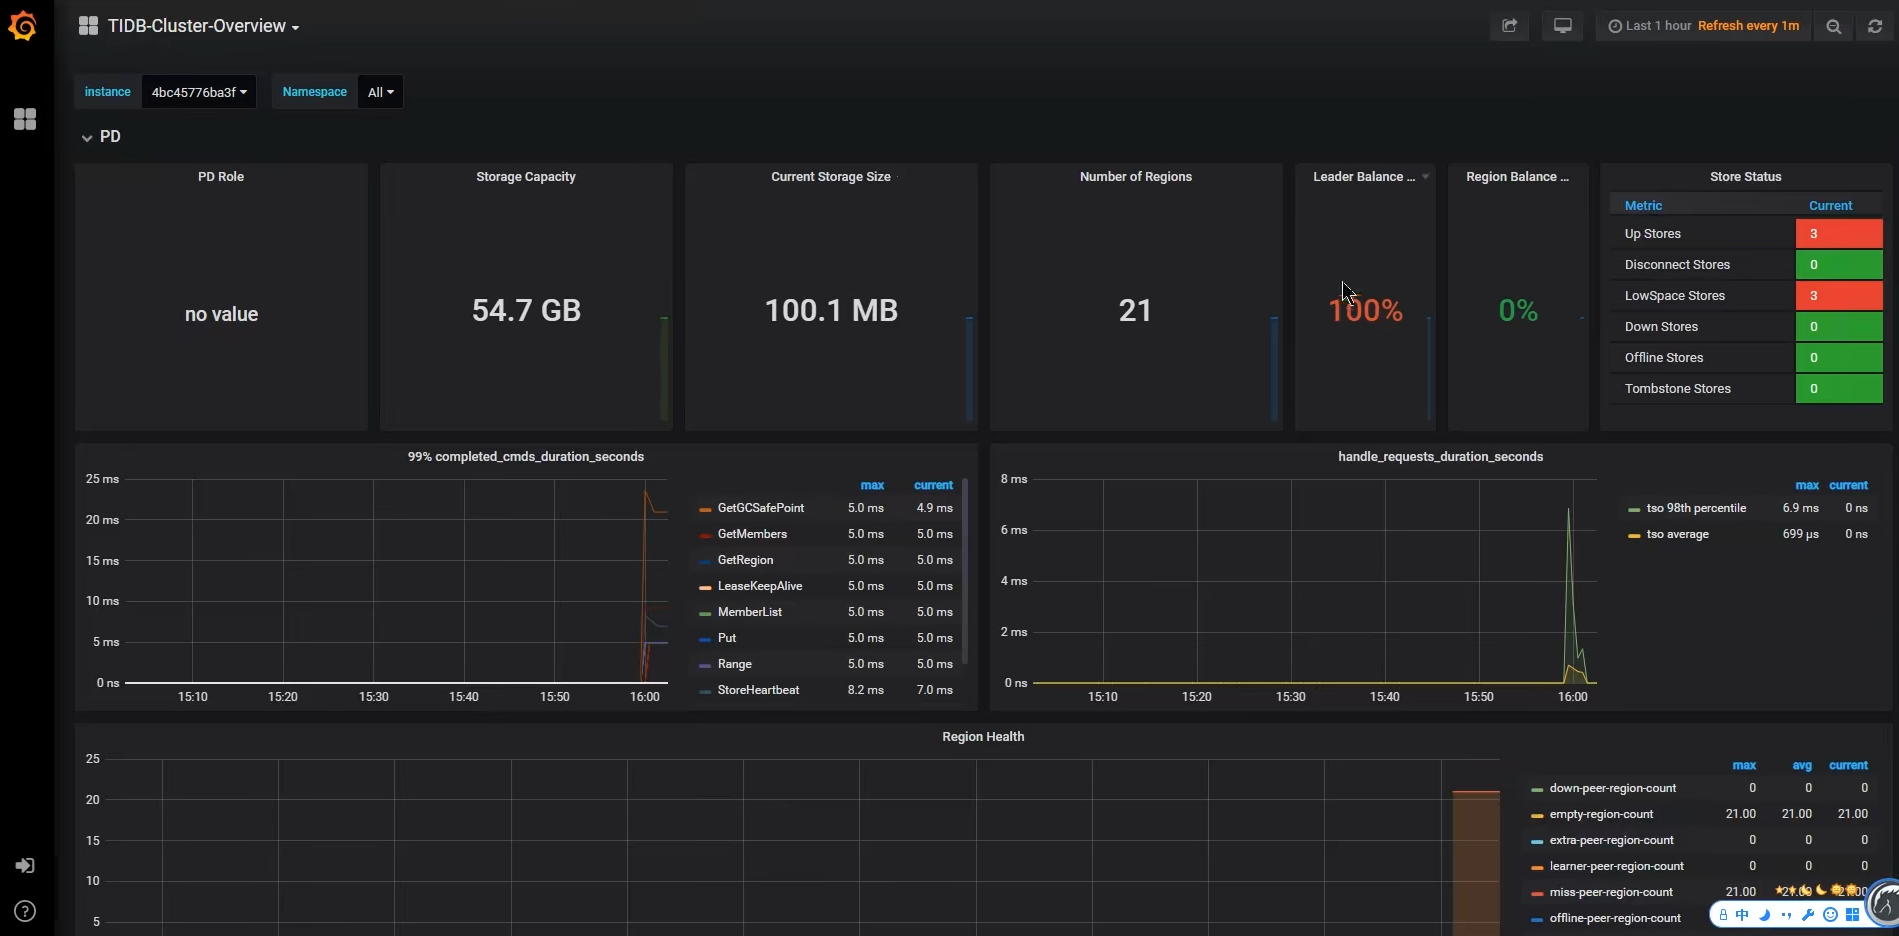 TIDB-Cluster-Overview
Last 1 hour Refresh every 1m
instance 4bc45776ba3f Namespace All
PD
PD Role
no value
Storage Capacity
54.7 GB
Current Storage Size
100.1 MB
Number of Regions
21
Leader Balance ...
100%
Region Balance ...
0%
Store Status
Metric Current
Up Stores 3
Disconnect Stores 0
LowSpace Stores 3
Down Stores 0
Offline Stores 0
Tombstone Stores 0
99% completed_cmds_duration_seconds
25 ms
20 ms
15 ms
10 ms
5 ms
0 ns
15:10 15:20 15:30 15:40 15:50 16:00
max current
GetGCSafePoint 5.0 ms 4.9 ms
GetMembers 5.0 ms 5.0 ms
GetRegion 5.0 ms 5.0 ms
LeaseKeepAlive 5.0 ms 5.0 ms
MemberList 5.0 ms 5.0 ms
Put 5.0 ms 5.0 ms
Range 5.0 ms 5.0 ms
StoreHeartbeat 8.2 ms 7.0 ms
handle_requests_duration_seconds
8 ms
6 ms
4 ms
2 ms
0 ns
15:10 15:20 15:30 15:40 15:50 16:00
max current
tso 98th percentile 6.9 ms 0 ns
tso average 699 µs 0 ns
Region Health
25
20
15
10
5
max avg current
down-peer-region-count 0 0 0
empty-region-count 21.00 21.00 21.00
extra-peer-region-count 0 0 0
learner-peer-region-count 0 0 0
miss-peer-region-count 21.00
offline-peer-region-count
中
?